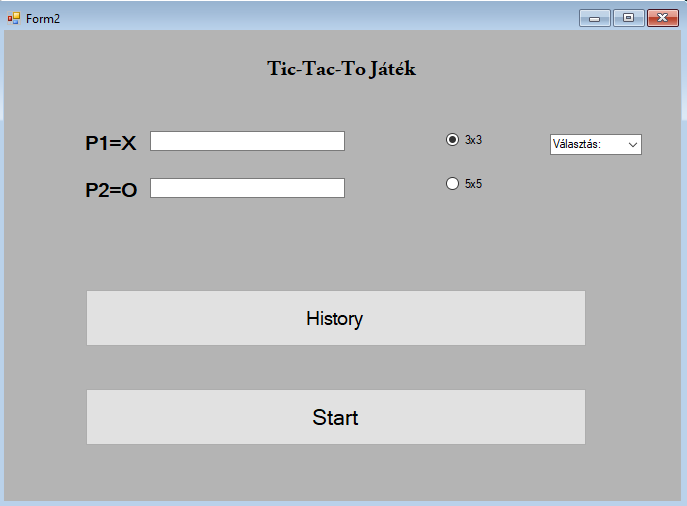 Form2
Tic-Tac-To Játék
P1=X
3x3
Választás:
P2=O
5x5
History
Start